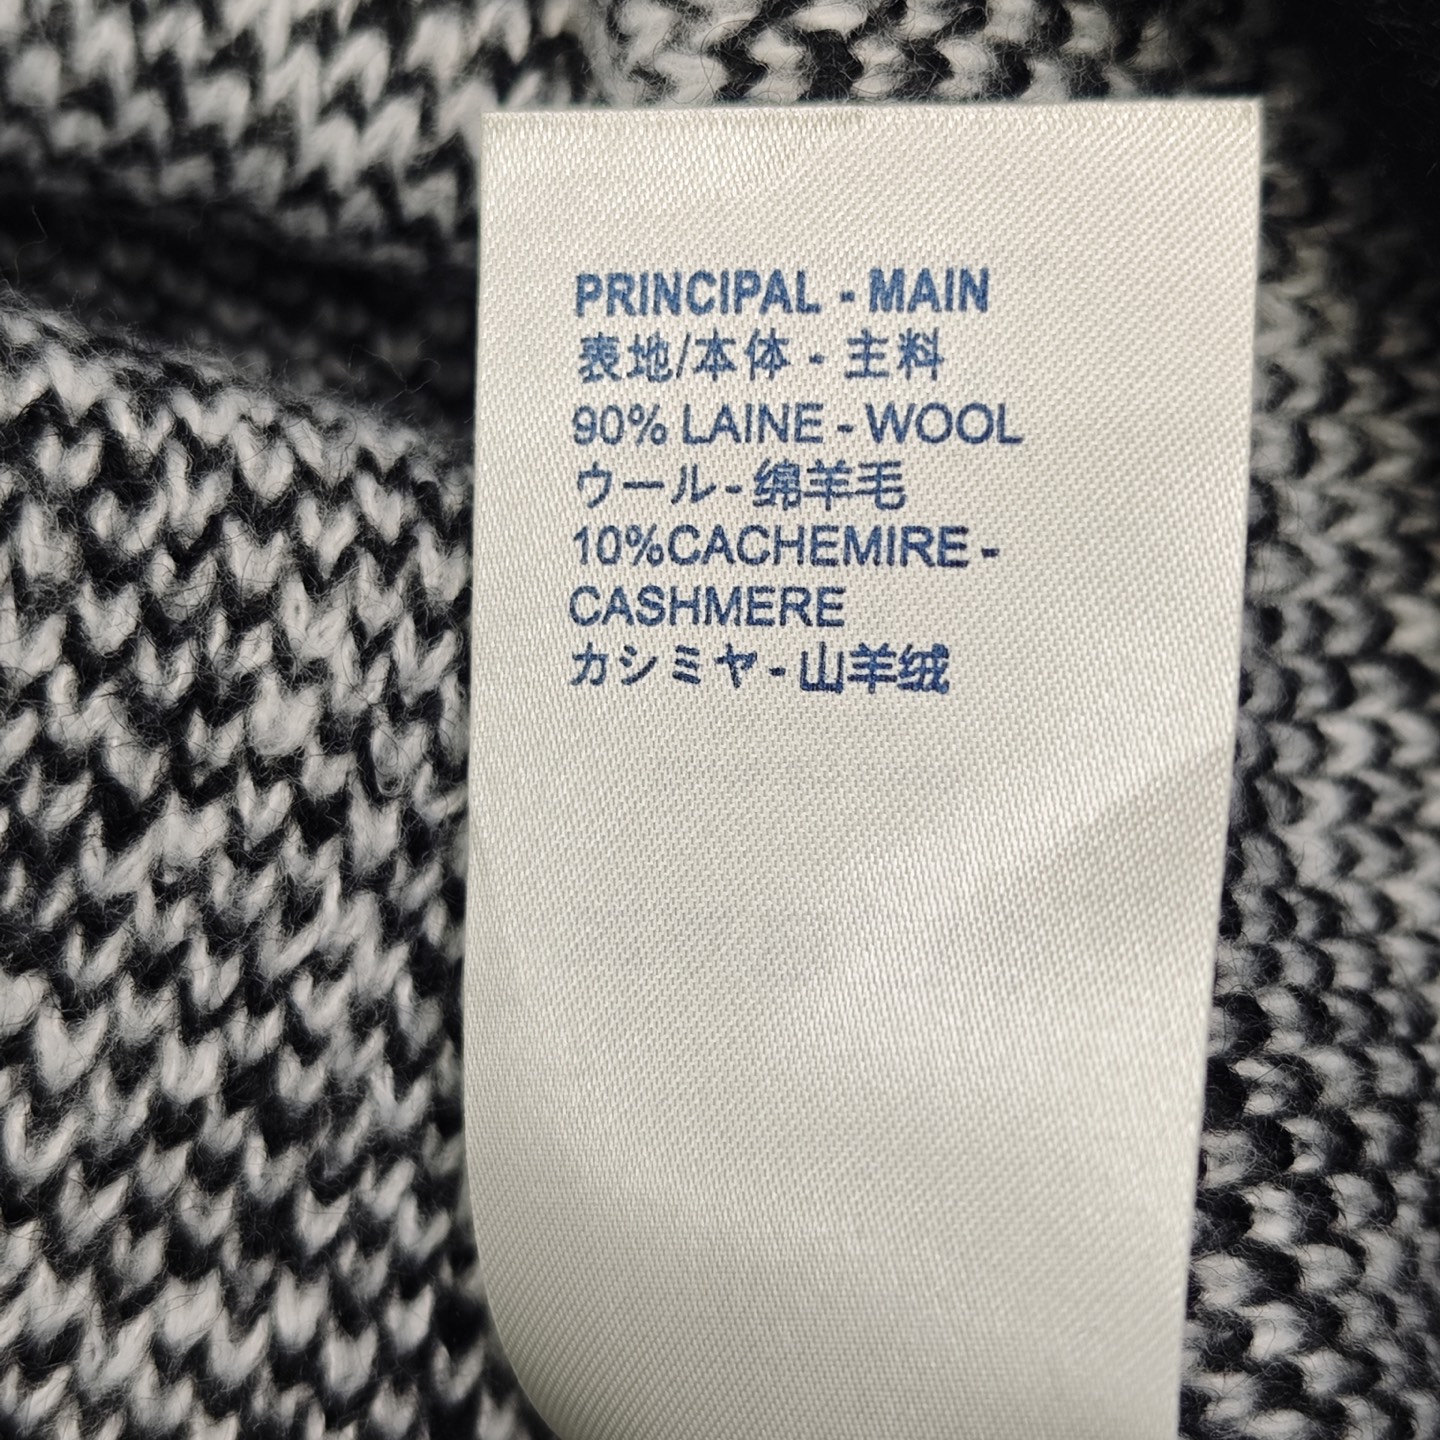 PRINCIPAL - MAIN
表地/本体 - 主料
90% LAINE - WOOL
ウール - 绵羊毛
10%CACHEMIRE -
CASHMERE
カシミヤ - 山羊绒